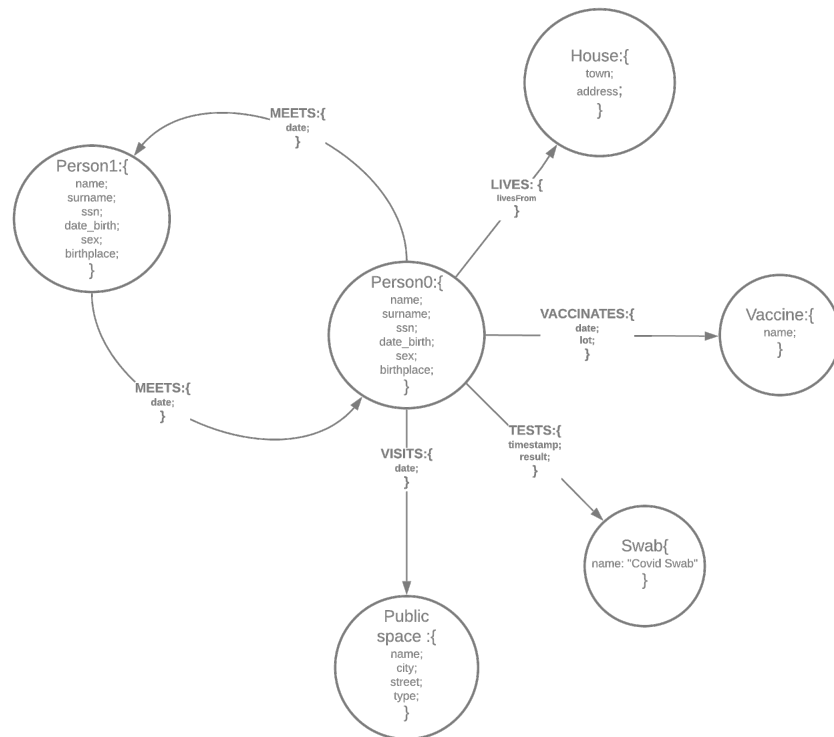 House:{
town;
address;
}
MEETS:{
date;
}
Person1:{
name;
surname;
ssn;
date_birth;
sex;
birthplace;
}
LIVES: {
livesFrom
}
Person0:{
name;
surname;
ssn;
date_birth;
sex;
birthplace;
}
VACCINATES:{
date;
lot;
}
Vaccine:{
name;
}
MEETS:{
date;
}
VISITS:{
date;
}
TESTS:{
timestamp;
result;
}
Swab{
name: "Covid Swab"
}
Public
space :{
name;
city;
street;
type;
}